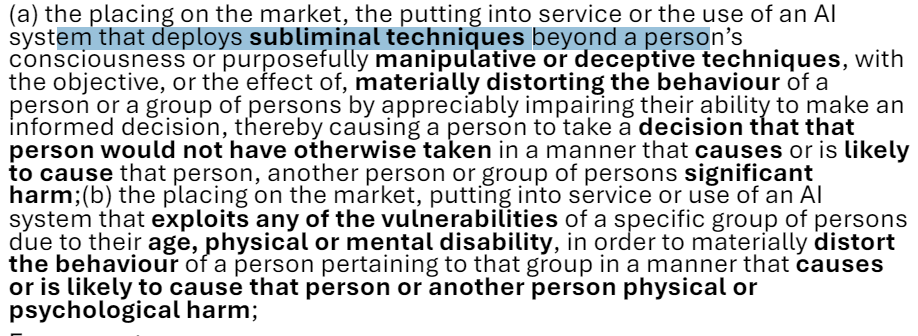 (a) the placing on the market, the putting into service or the use of an AI
system that deploys subliminal techniques beyond a person's
consciousness or purposefully manipulative or deceptive techniques, with
the objective, or the effect of, materially distorting the behaviour of a
person or a group of persons by appreciably impairing their ability to make an
informed decision, thereby causing a person to take a decision that that
person would not have otherwise taken in a manner that causes or is likely
to cause that person, another person or group of persons significant
harm;(b) the placing on the market, putting into service or use of an AI
system that exploits any of the vulnerabilities of a specific group of persons
due to their age, physical or mental disability, in order to materially distort
the behaviour of a person pertaining to that group in a manner that causes
or is likely to cause that person or another person physical or
psychological harm;